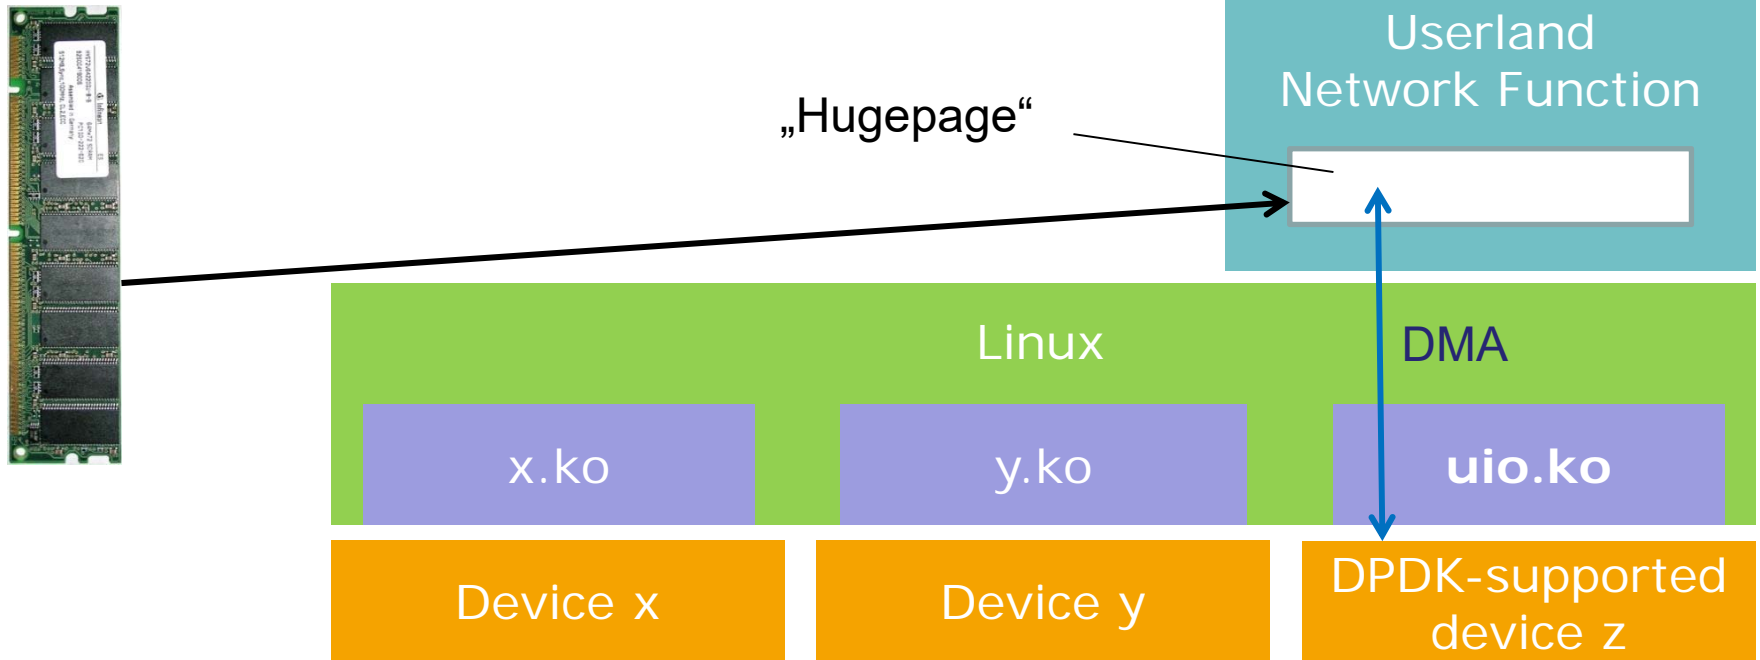 Userland
Network Function
„Hugepage“
Linux
DMA
x.ko
y.ko
uio.ko
Device x
Device y
DPDK-supported
device z